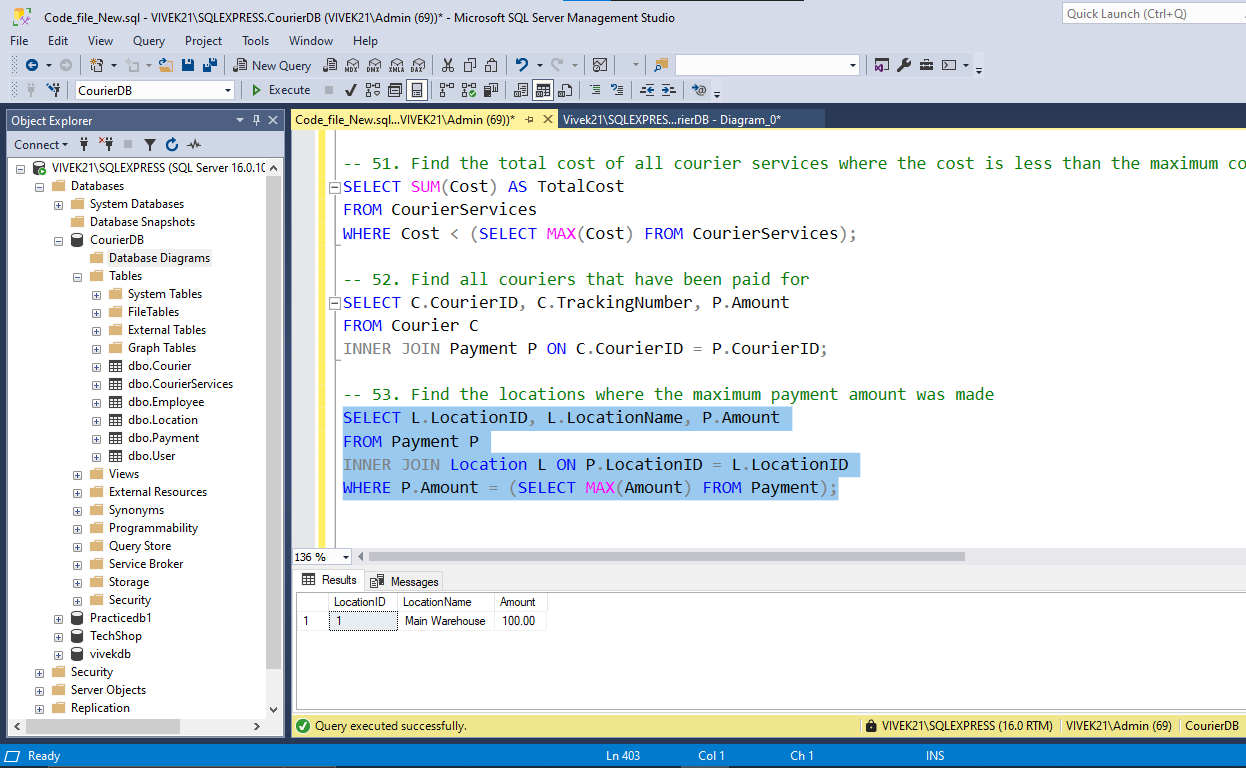 Code_file_New.sql - VIVEK21\SQLEXPRESS.CourierDB (VIVEK21\Admin (69))* - Microsoft SQL Server Management Studio
Quick Launch (Ctrl+Q)
File Edit View Query Project Tools Window Help
New Query
MDX DMX XMLA DAX
CourierDB
Execute
Object Explorer
Code_file_New.sql...VIVEK21\Admin (69))*
Vivek21\SQLEXPRES...rierDB - Diagram_0*
Connect
VIVEK21\SQLEXPRESS (SQL Server 16.0.10
Databases
System Databases
Database Snapshots
CourierDB
Database Diagrams
Tables
System Tables
FileTables
External Tables
Graph Tables
dbo.Courier
dbo.CourierServices
dbo.Employee
dbo.Location
dbo.Payment
dbo.User
Views
External Resources
Synonyms
Programmability
Query Store
Service Broker
Storage
Security
Practicedb1
TechShop
vivekdb
Security
Server Objects
Replication
-- 51. Find the total cost of all courier services where the cost is less than the maximum co
SELECT SUM(Cost) AS TotalCost
FROM CourierServices
WHERE Cost < (SELECT MAX(Cost) FROM CourierServices);
-- 52. Find all couriers that have been paid for
SELECT C.CourierID, C.TrackingNumber, P.Amount
FROM Courier C
INNER JOIN Payment P ON C.CourierID = P.CourierID;
-- 53. Find the locations where the maximum payment amount was made
SELECT L.LocationID, L.LocationName, P.Amount
FROM Payment P
INNER JOIN Location L ON P.LocationID = L.LocationID
WHERE P.Amount = (SELECT MAX(Amount) FROM Payment);
136 %
Results Messages
LocationID LocationName Amount
1 1 Main Warehouse 100.00
Query executed successfully.
VIVEK21\SQLEXPRESS (16.0 RTM) VIVEK21\Admin (69) CourierDB
Ready
Ln 403 Col 1 Ch 1 INS